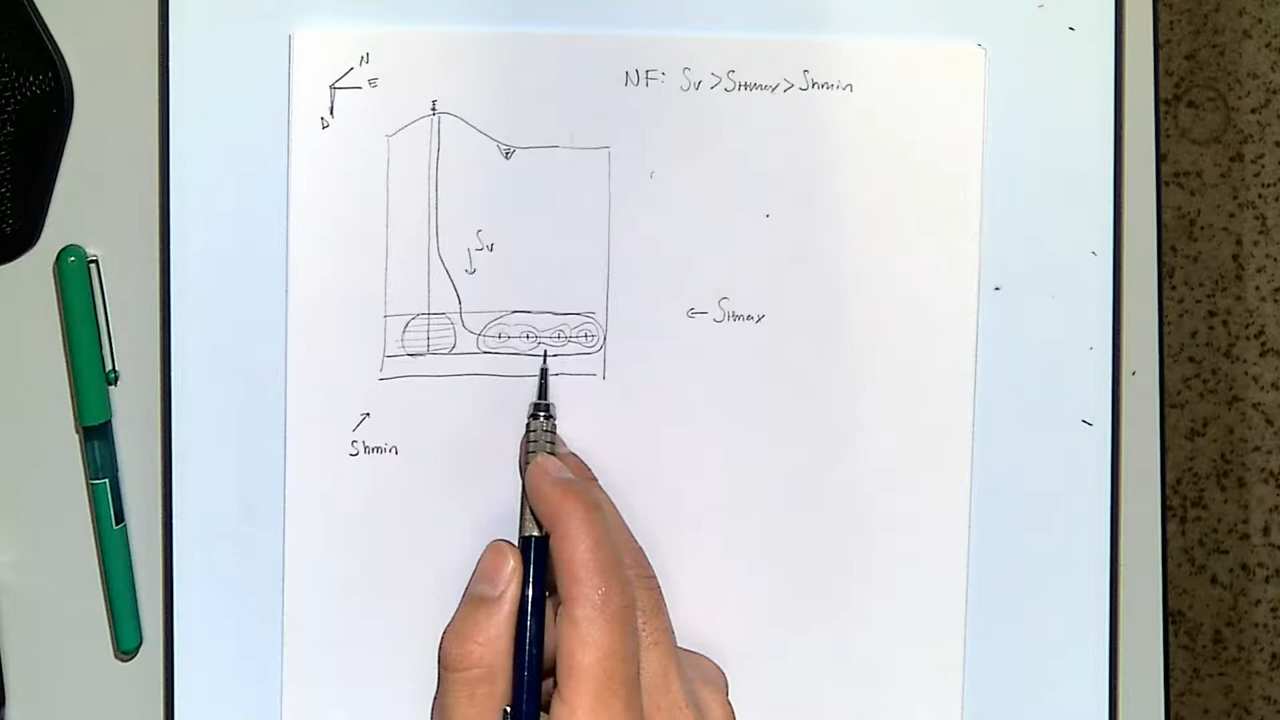 N
E
D
NF: Sv > SHmax > Shmin
Sv
← SHmax
Shmin